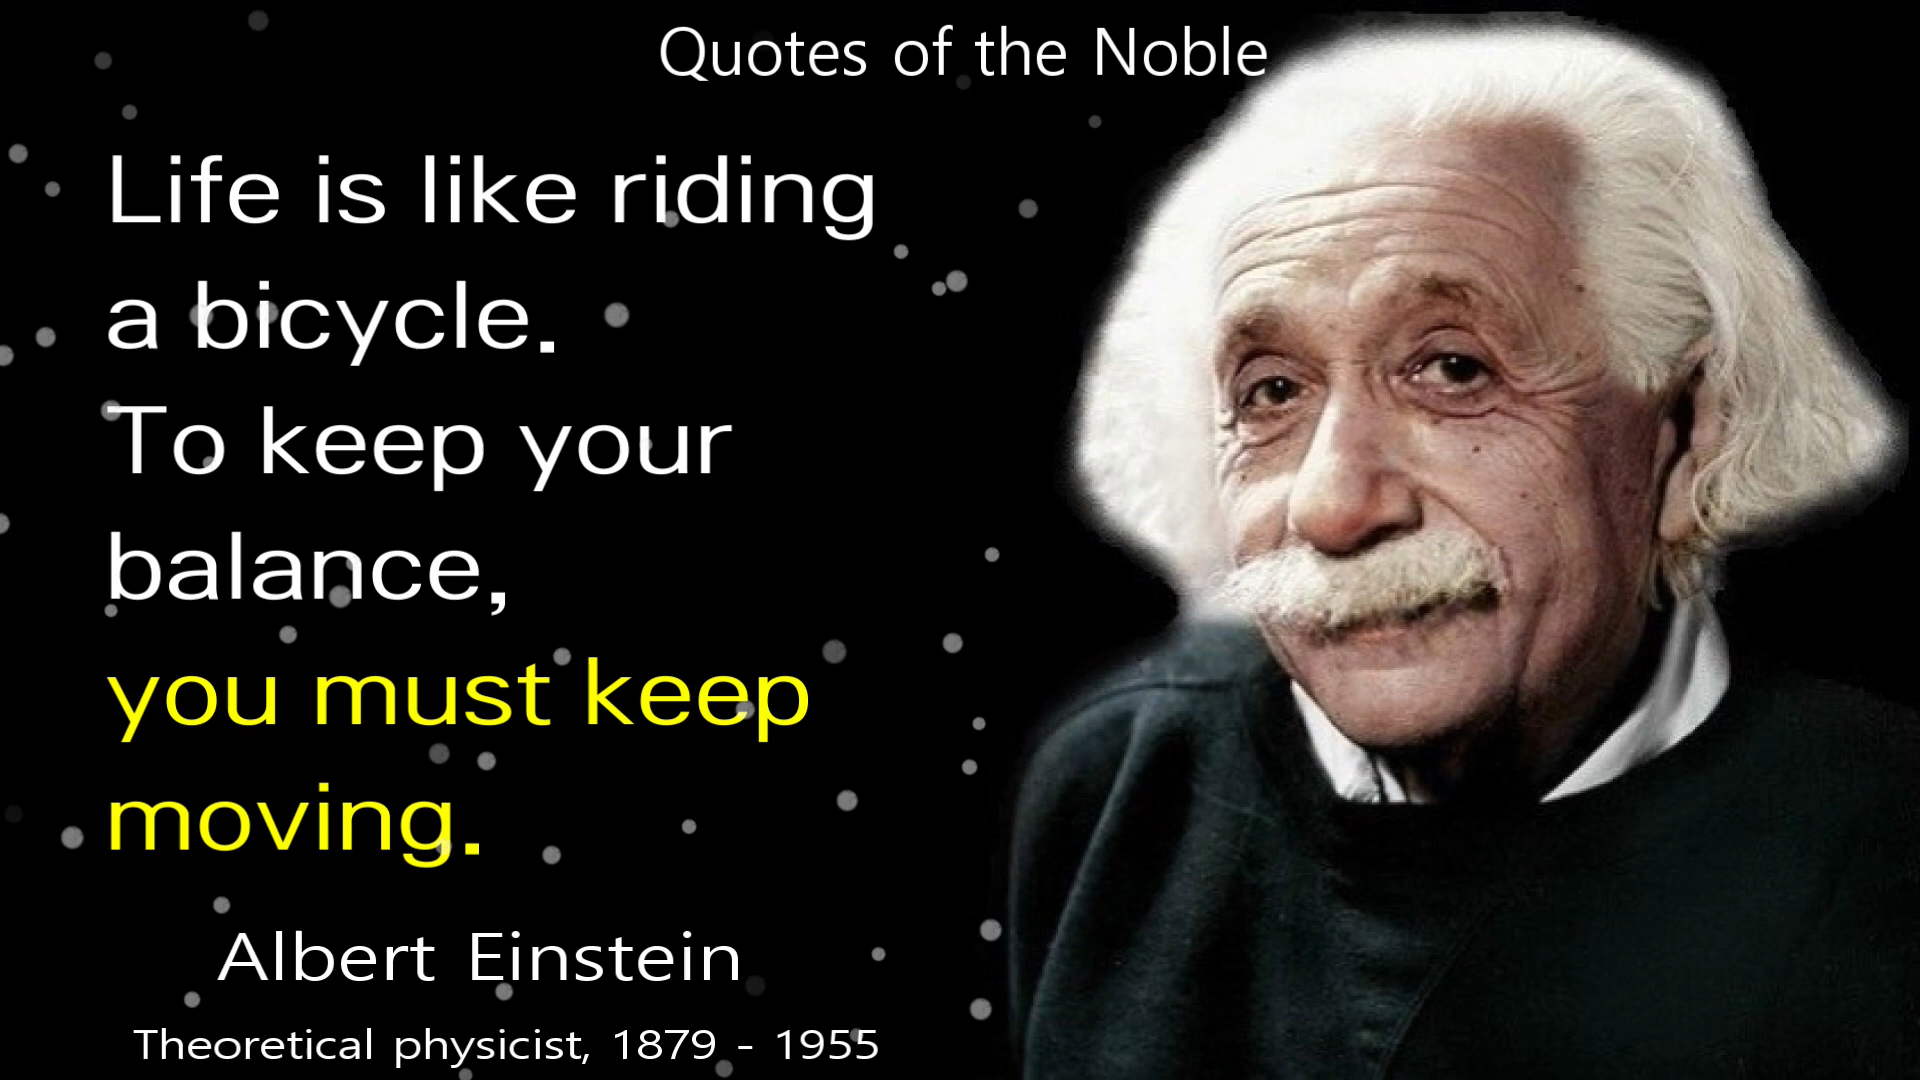 Quotes of the Noble
Life is like riding
a bicycle.
To keep your
balance,
you must keep
moving.
Albert Einstein
Theoretical physicist, 1879 - 1955